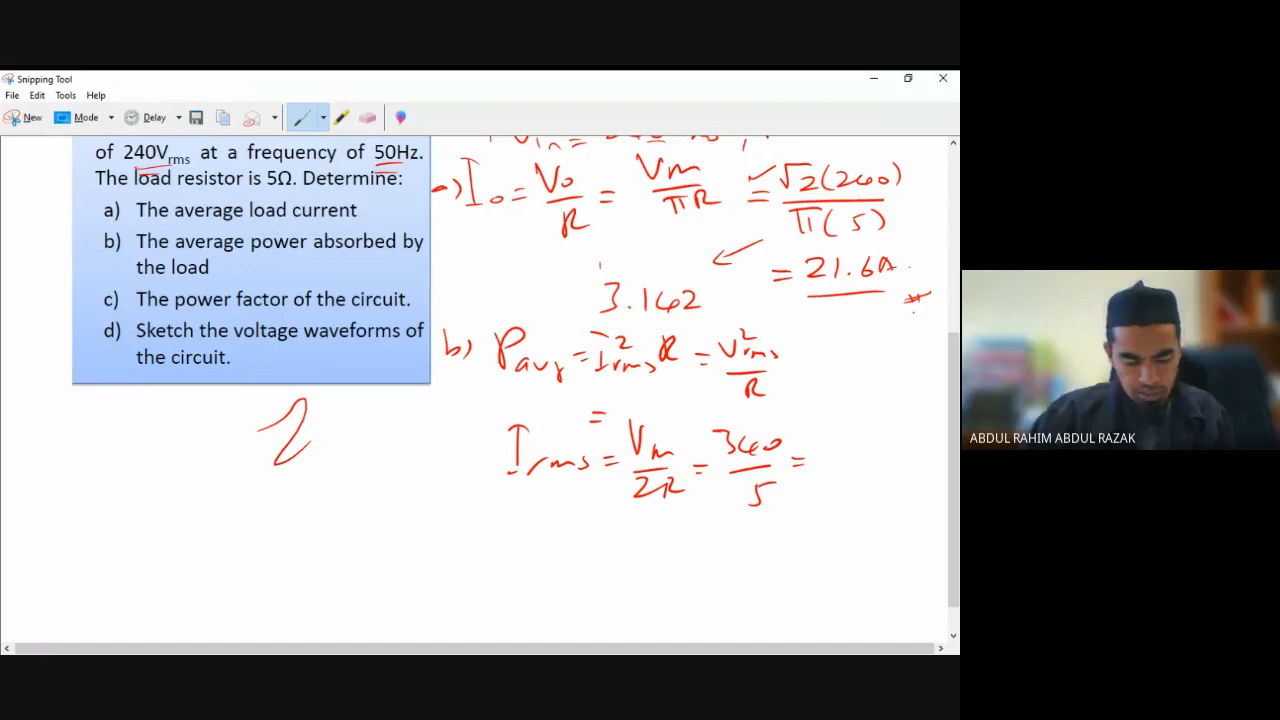 Snipping Tool
File Edit Tools Help
New Mode Delay
of 240Vrms at a frequency of 50Hz.
The load resistor is 5Ω. Determine:
a) The average load current
b) The average power absorbed by
the load
c) The power factor of the circuit.
d) Sketch the voltage waveforms of
the circuit.
a) Io = Vo/R = Vm/πR = √2(240)/π(5)
= 21.6A
3.142
b) Pavg = I²rms R = V²rms/R
=
Irms = Vm/2R = 340/5 =
ABDUL RAHIM ABDUL RAZAK